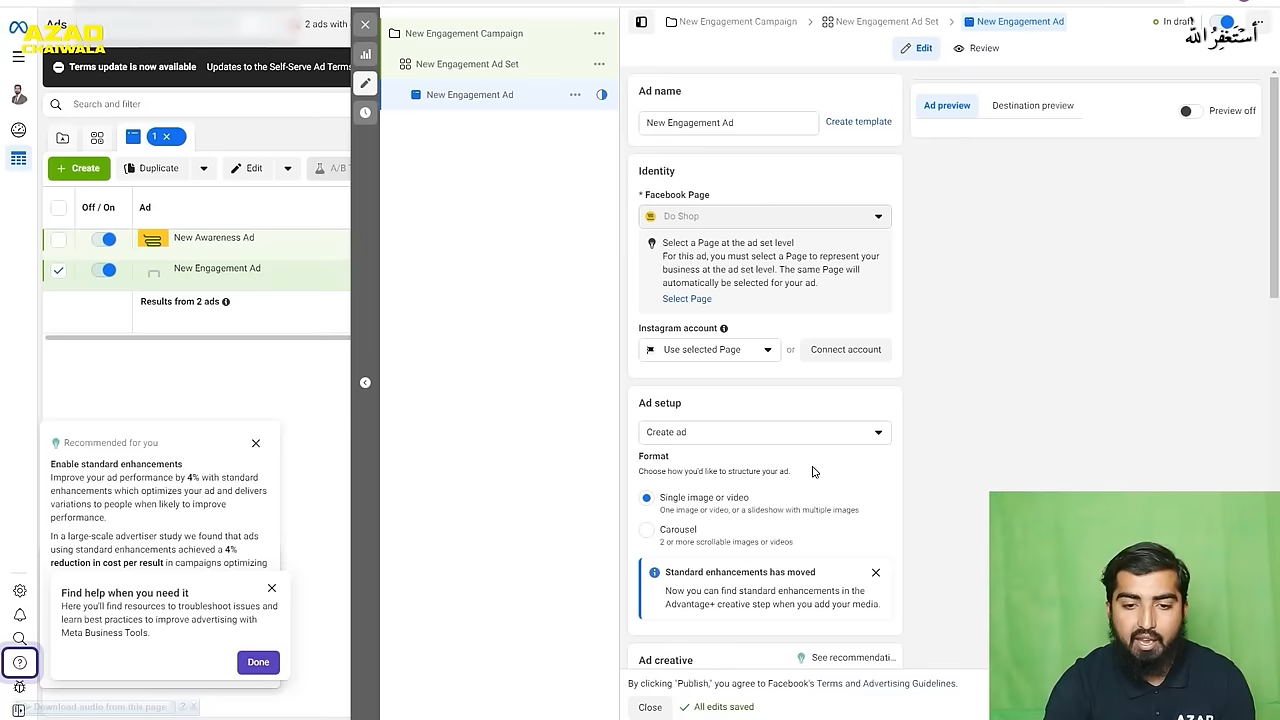 Ads
2 ads with
AZAD
CHAIWALA
Terms update is now available Updates to the Self-Serve Ad Terms
Search and filter
1
Create
Duplicate
Edit
A/B T
Off / On
Ad
New Awareness Ad
New Engagement Ad
Results from 2 ads
Recommended for you
Enable standard enhancements
Improve your ad performance by 4% with standard
enhancements which optimizes your ad and delivers
variations to people when likely to improve
performance.
In a large-scale advertiser study we found that ads
using standard enhancements achieved a 4%
reduction in cost per result in campaigns optimizing
Find help when you need it
Here you'll find resources to troubleshoot issues and
learn best practices to improve advertising with
Meta Business Tools.
Done
Download audio from this page
New Engagement Campaign
New Engagement Ad Set
New Engagement Ad
New Engagement Campaign
New Engagement Ad Set
New Engagement Ad
In draft
أستغفر الله
Edit
Review
Ad name
New Engagement Ad
Create template
Identity
* Facebook Page
Do Shop
Select a Page at the ad set level
For this ad, you must select a Page to represent your
business at the ad set level. The same Page will
automatically be selected for your ad.
Select Page
Instagram account
Use selected Page
or
Connect account
Ad setup
Create ad
Format
Choose how you'd like to structure your ad.
Single image or video
One image or video, or a slideshow with multiple images
Carousel
2 or more scrollable images or videos
Standard enhancements has moved
Now you can find standard enhancements in the
Advantage+ creative step when you add your media.
Ad creative
See recommendati...
By clicking "Publish," you agree to Facebook's Terms and Advertising Guidelines.
Close
All edits saved
Ad preview
Destination preview
Preview off
AZAD